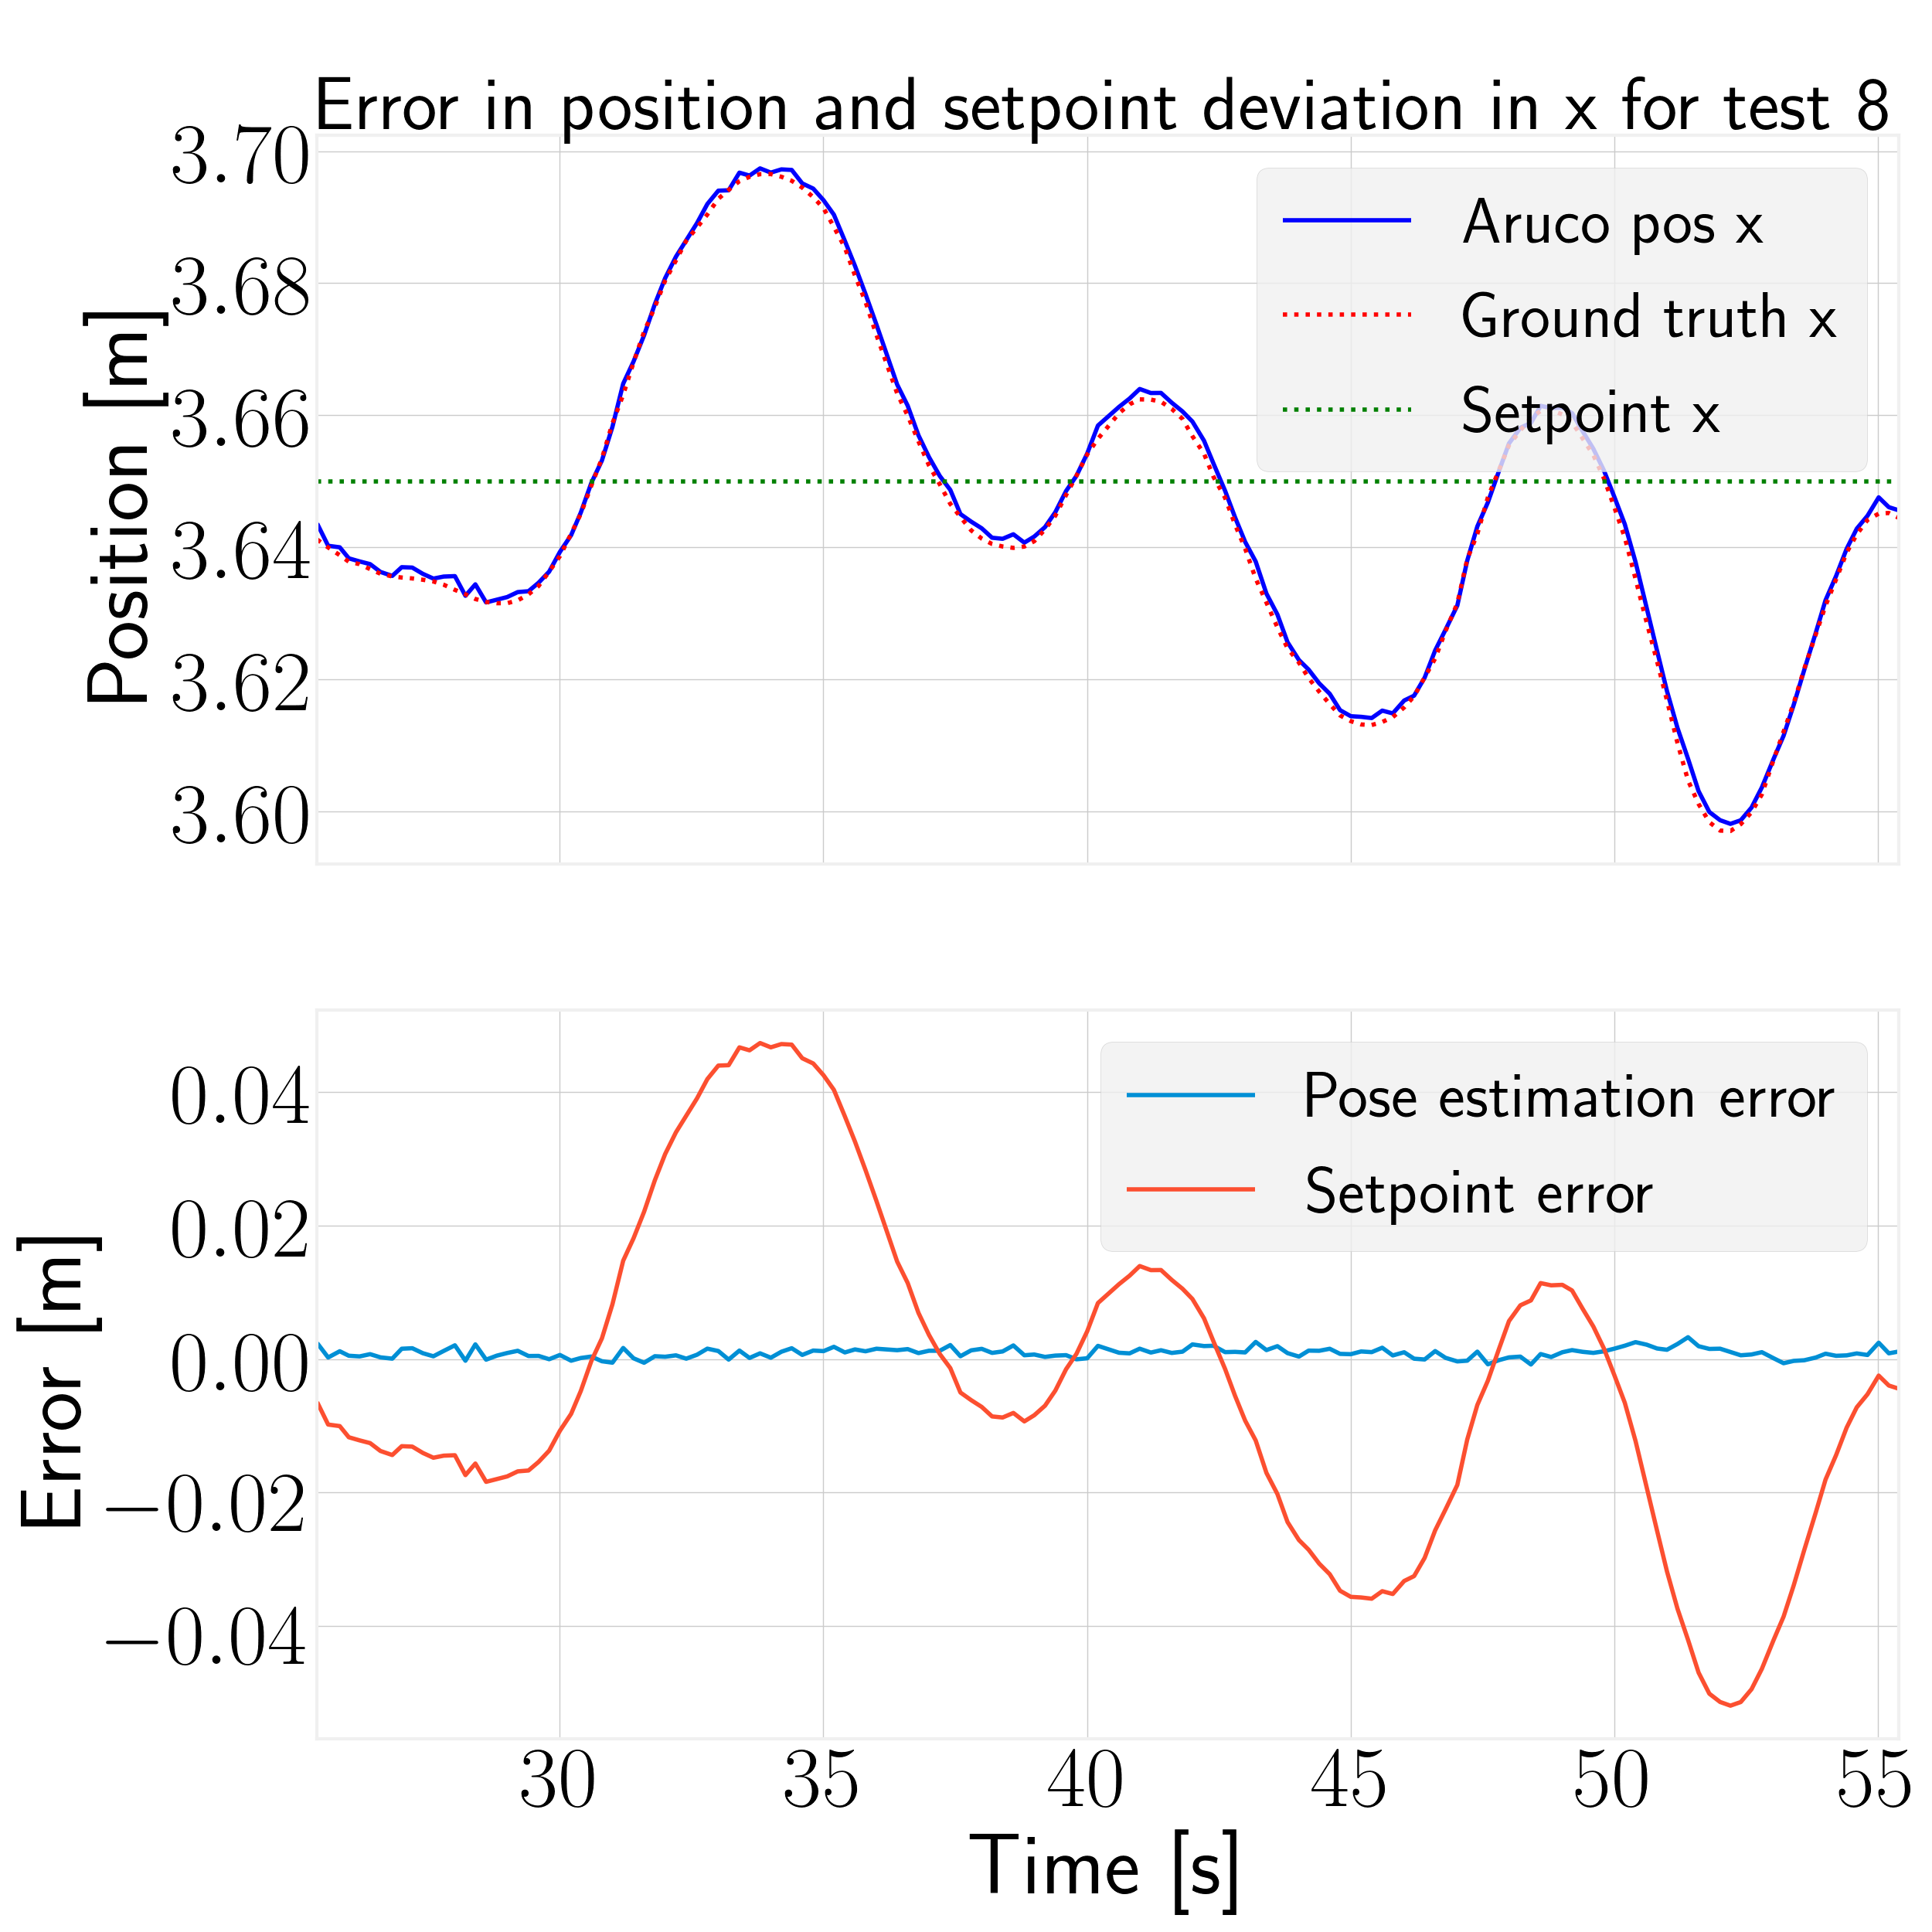 Error in position and setpoint deviation in x for test 8
Position [m]
3.70
3.68
3.66
3.64
3.62
3.60
Aruco pos x
Ground truth x
Setpoint x
Error [m]
0.04
0.02
0.00
−0.02
−0.04
Pose estimation error
Setpoint error
30 35 40 45 50 55
Time [s]